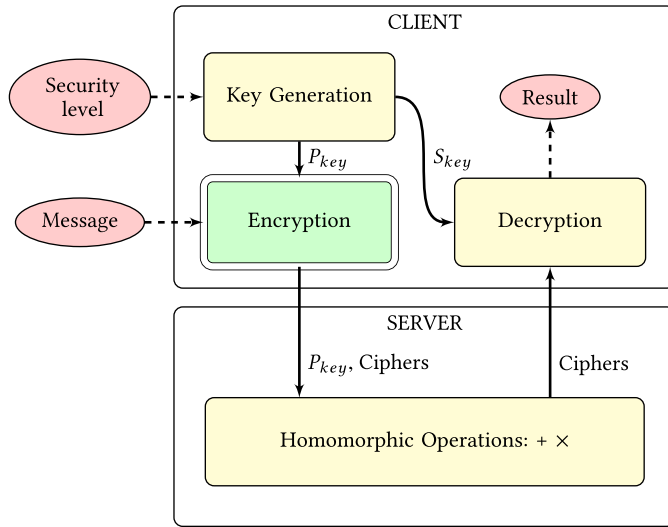 CLIENT
Security
level
Key Generation
Result
P_key
S_key
Message
Encryption
Decryption
SERVER
P_key, Ciphers
Ciphers
Homomorphic Operations: + ×